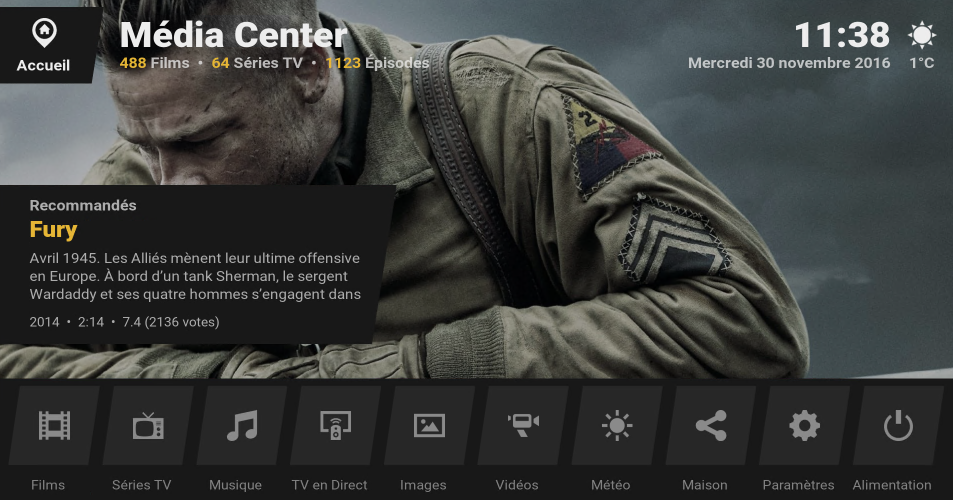 Accueil
Média Center
488 Films • 64 Séries TV • 1123 Épisodes
11:38
Mercredi 30 novembre 2016
1°C
2
Recommandés
Fury
Avril 1945. Les Alliés mènent leur ultime offensive
en Europe. À bord d'un tank Sherman, le sergent
Wardaddy et ses quatre hommes s'engagent dans
2014 • 2:14 • 7.4 (2136 votes)
Films
Séries TV
Musique
TV en Direct
Images
Vidéos
Météo
Maison
Paramètres
Alimentation